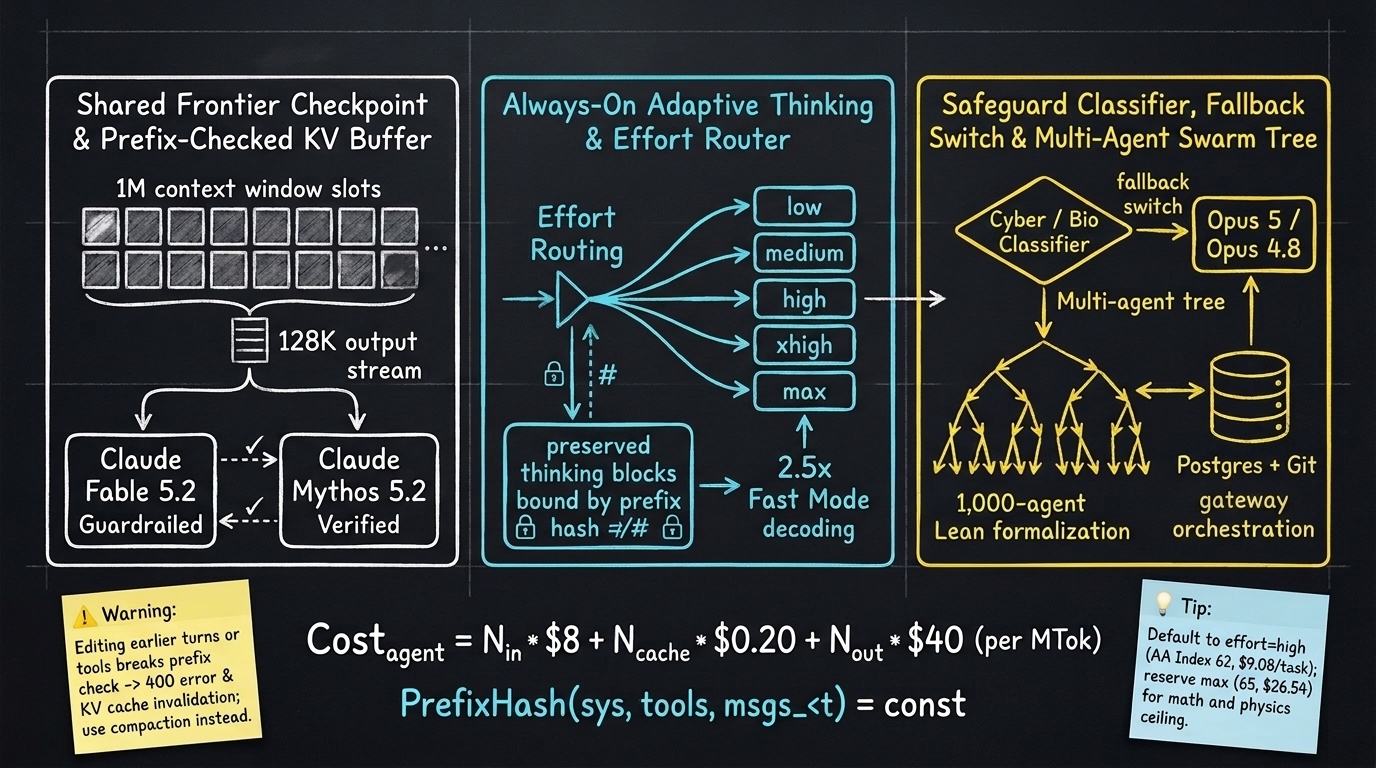 Shared Frontier Checkpoint
& Prefix-Checked KV Buffer
1M context window slots
...
128K output
stream
Claude
Fable 5.2
Guardrailed
✓
✓
Claude
Mythos 5.2
Verified
Always-On Adaptive Thinking
& Effort Router
Effort
Routing
low
medium
high
xhigh
max
#
preserved
thinking blocks
bound by prefix
hash ≠/#
2.5x
Fast Mode
decoding
Safeguard Classifier, Fallback
Switch & Multi-Agent Swarm Tree
Cyber / Bio
Classifier
fallback
switch
Opus 5 /
Opus 4.8
Multi-agent tree
1,000-agent
Lean formalization
Postgres + Git
gateway
orchestration
⚠️ Warning:
Editing earlier turns or
tools breaks prefix
check -> 400 error &
KV cache invalidation;
use compaction instead.
Cost_agent = N_in * $8 + N_cache * $0.20 + N_out * $40 (per MTok)
PrefixHash(sys, tools, msgs_<t) = const
💡 Tip:
Default to effort=high
(AA Index 62, $9.08/task);
reserve max (65, $26.54)
for math and physics
ceiling.